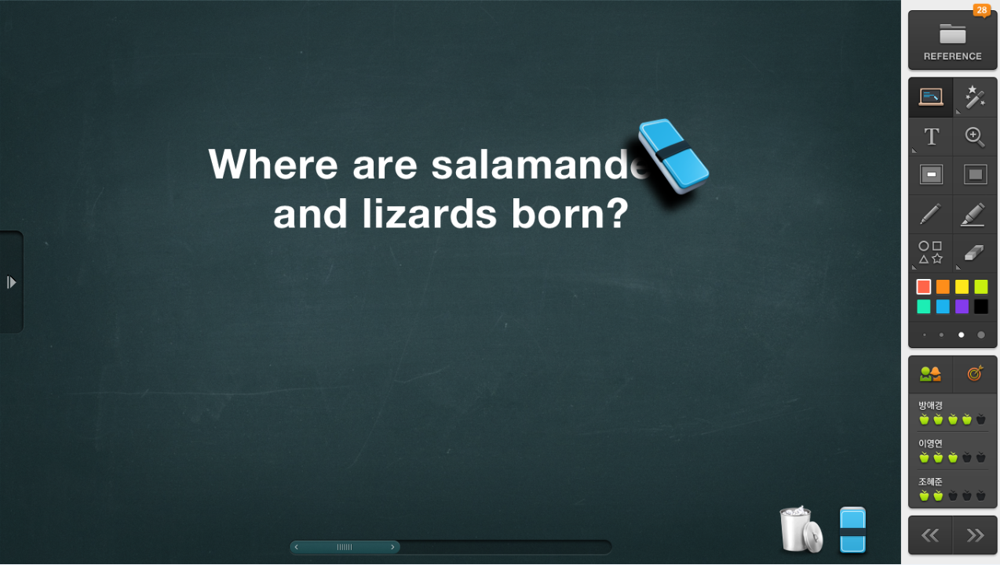 28
REFERENCE
Where are salamande
and lizards born?
T
방애경
이영연
조혜준